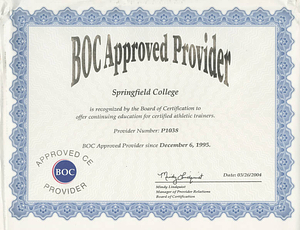 BOC Approved Provider
Springfield College
is recognized by the Board of Certification to
offer continuing education for certified athletic trainers.
Provider Number: P1038
BOC Approved Provider since December 6, 1995.
APPROVED CE
BOC
PROVIDER
Mindy Lindquist
Date: 03/26/2004
Mindy Lindquist
Manager of Provider Relations
Board of Certification